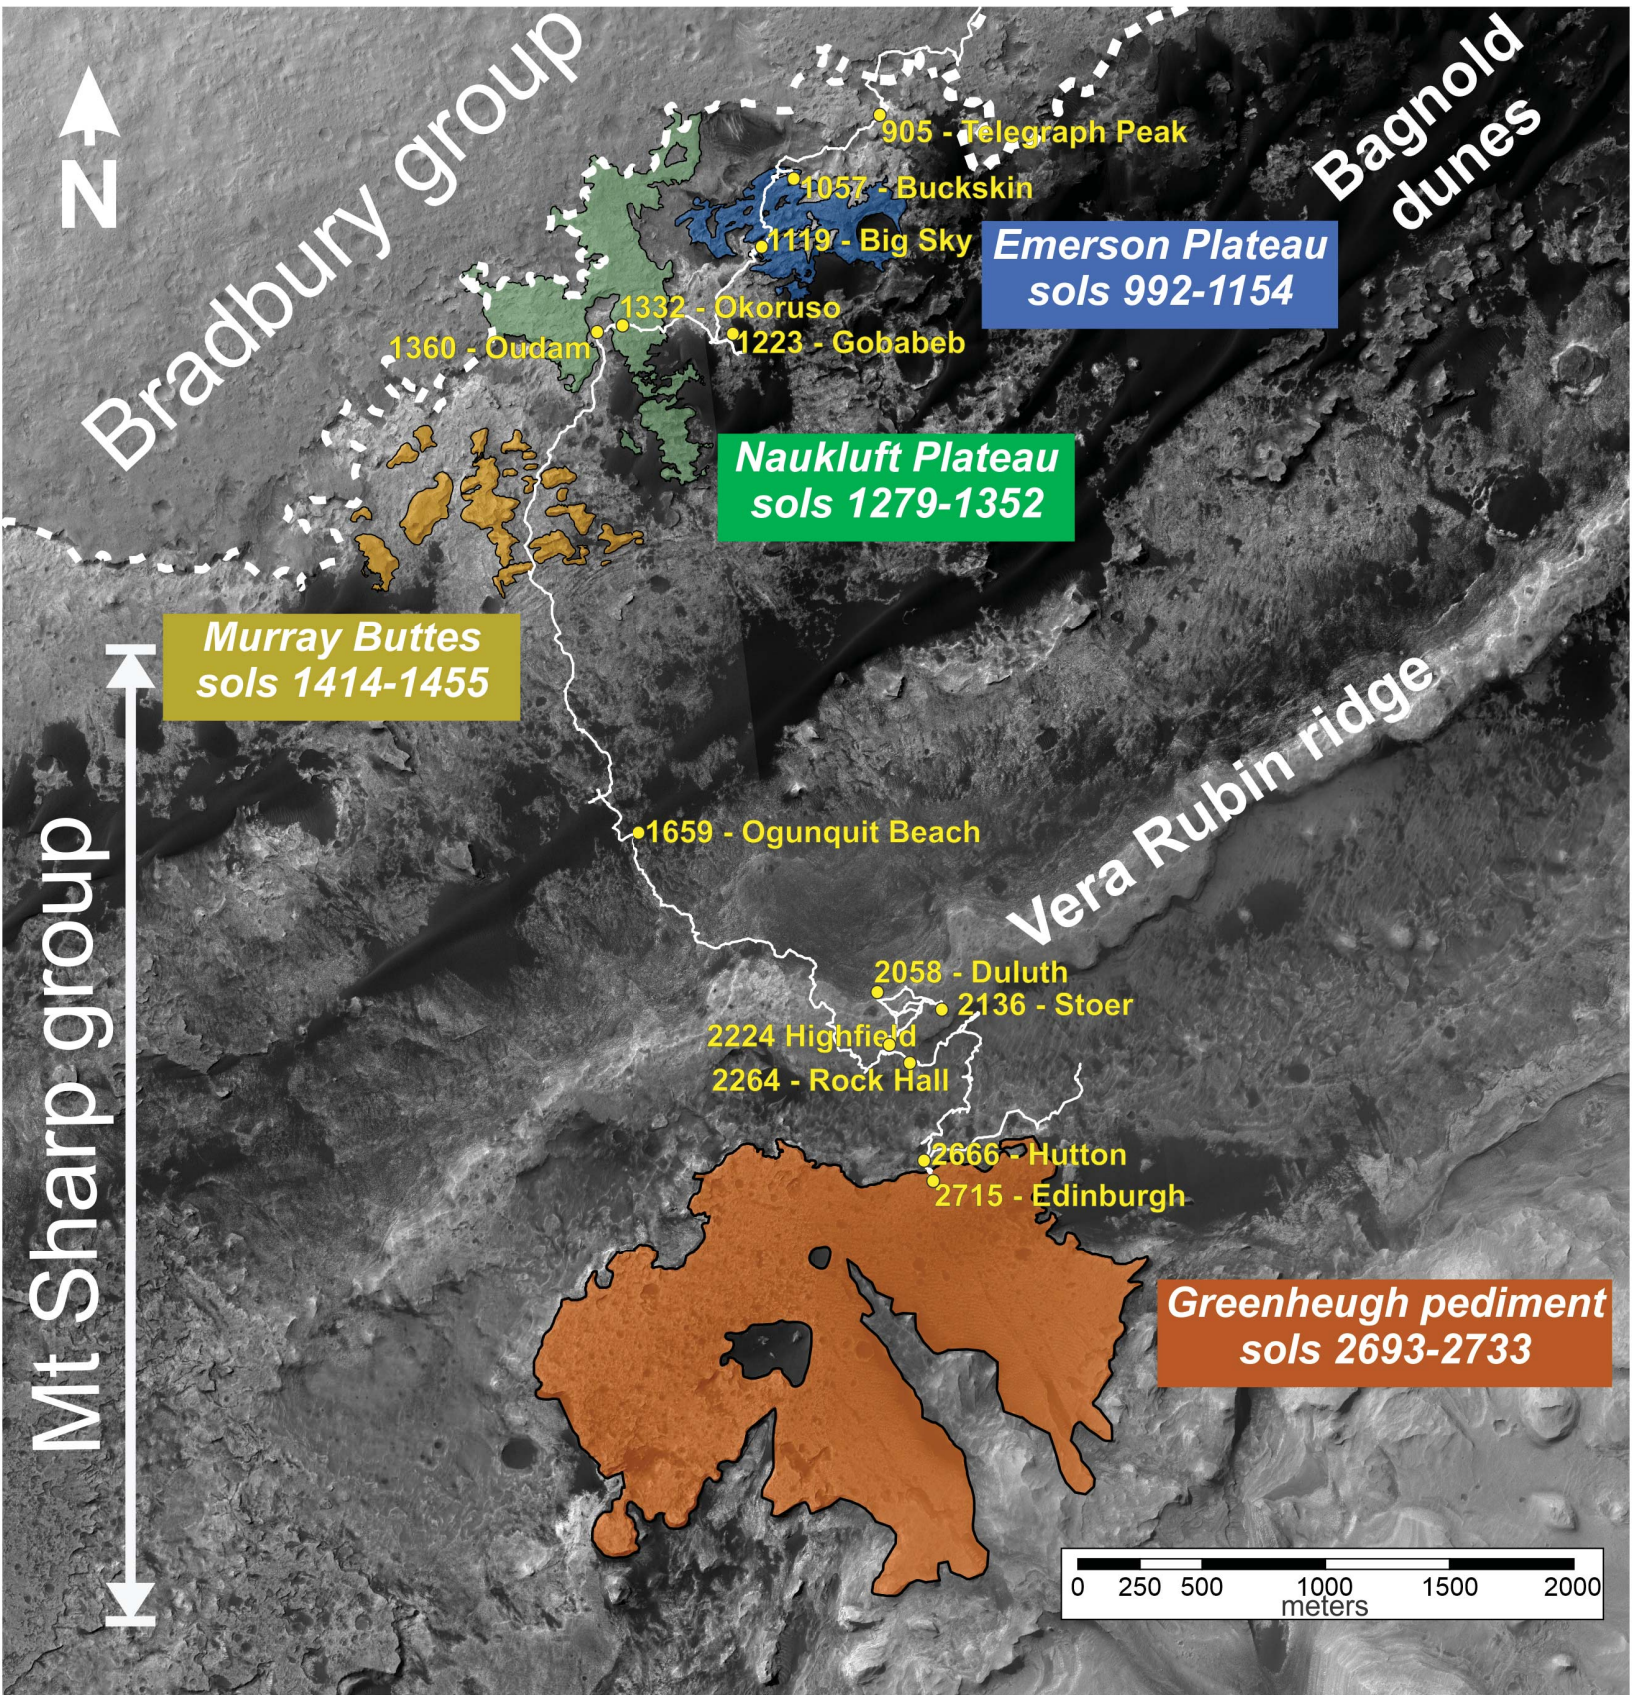 N
Bradbury group
Bagnold
dunes
905 - Telegraph Peak
1057 - Buckskin
1119 - Big Sky
Emerson Plateau
sols 992-1154
1332 - Okoruso
1223 - Gobabeb
1360 - Oudam
Naukluft Plateau
sols 1279-1352
Murray Buttes
sols 1414-1455
Mt Sharp group
Vera Rubin ridge
1659 - Ogunquit Beach
2058 - Duluth
2136 - Stoer
2224 Highfield
2264 - Rock Hall
2666 - Hutton
2715 - Edinburgh
Greenheugh pediment
sols 2693-2733
0 250 500 1000 1500 2000
meters